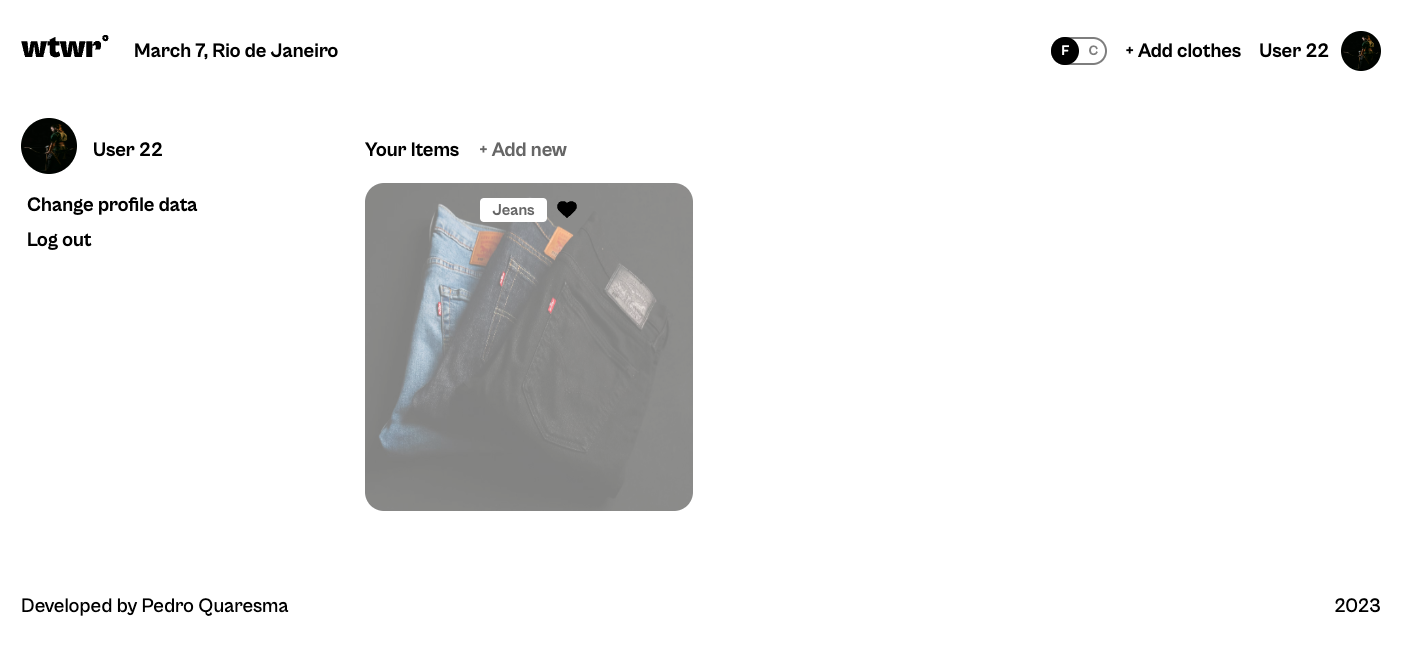 wtwr°
March 7, Rio de Janeiro
F C
+ Add clothes
User 22
User 22
Change profile data
Log out
Your Items
+ Add new
Jeans
Developed by Pedro Quaresma
2023